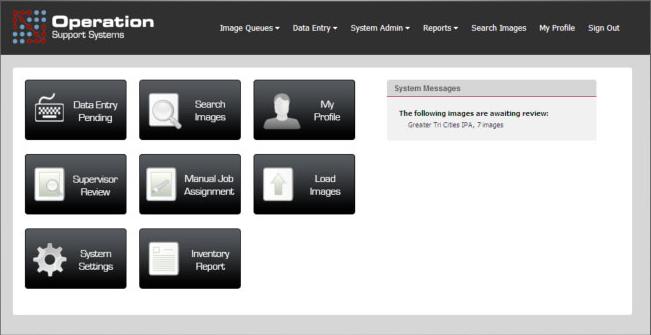 Operation
Support Systems
Image Queues Data Entry System Admin Reports Search Images My Profile Sign Out
Data Entry
Pending
Search
Images
My
Profile
System Messages
The following images are awaiting review:
Greater Tri Cities IPA, 7 images
Supervisor
Review
Manual Job
Assignment
Load
Images
System
Settings
Inventory
Report